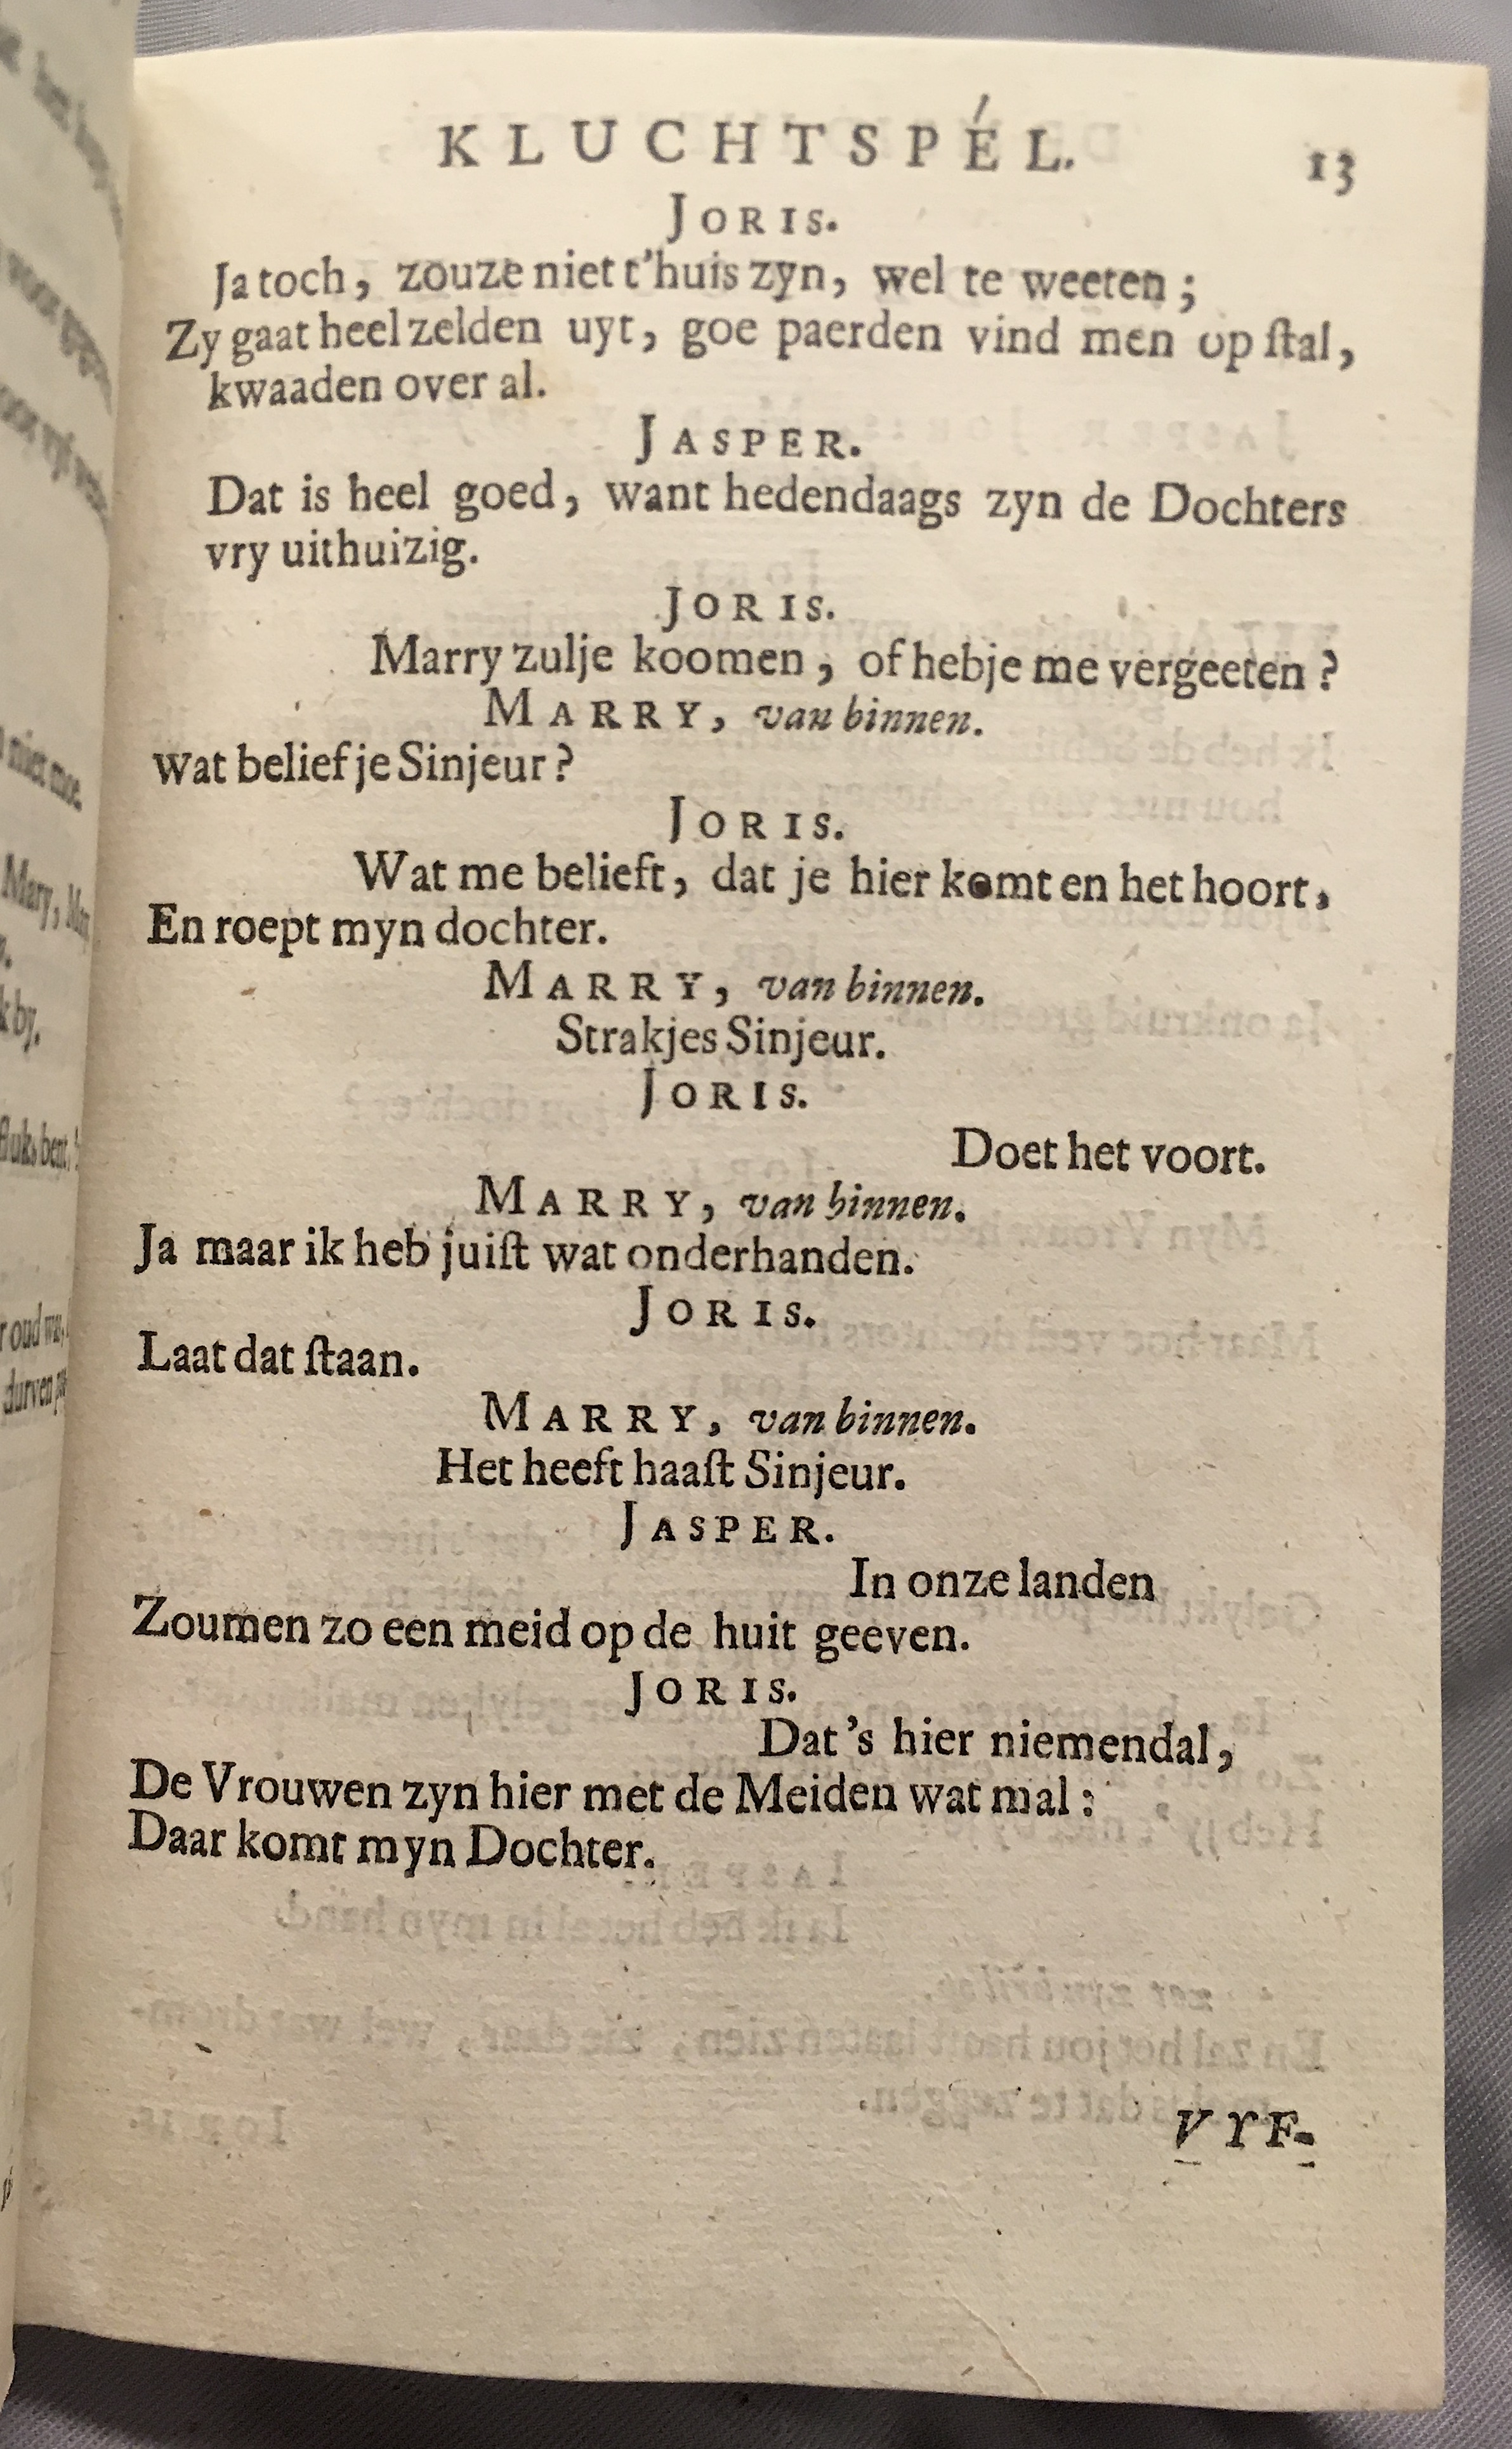 KLUCHTSPÉL. 13
JORIS.
Ja toch, zouze niet t'huis zyn, wel te weeten;
Zy gaat heel zelden uyt, goe paerden vind men op ſtal,
kwaaden over al.
JASPER.
Dat is heel goed, want hedendaags zyn de Dochters
vry uithuizig.
JORIS.
Marry zulje koomen, of hebje me vergeeten?
MARRY, van binnen.
Wat belief je Sinjeur?
JORIS.
Wat me belieft, dat je hier komt en het hoort,
En roept myn dochter.
MARRY, van binnen.
Strakjes Sinjeur.
JORIS.
Doet het voort.
MARRY, van binnen.
Ja maar ik heb juiſt wat onderhanden.
JORIS.
Laat dat ſtaan.
MARRY, van binnen.
Het heeft haaſt Sinjeur.
JASPER.
In onze landen
Zoumen zo een meid op de huit geeven.
JORIS.
Dat's hier niemendal,
De Vrouwen zyn hier met de Meiden wat mal:
Daar komt myn Dochter.
VYF-